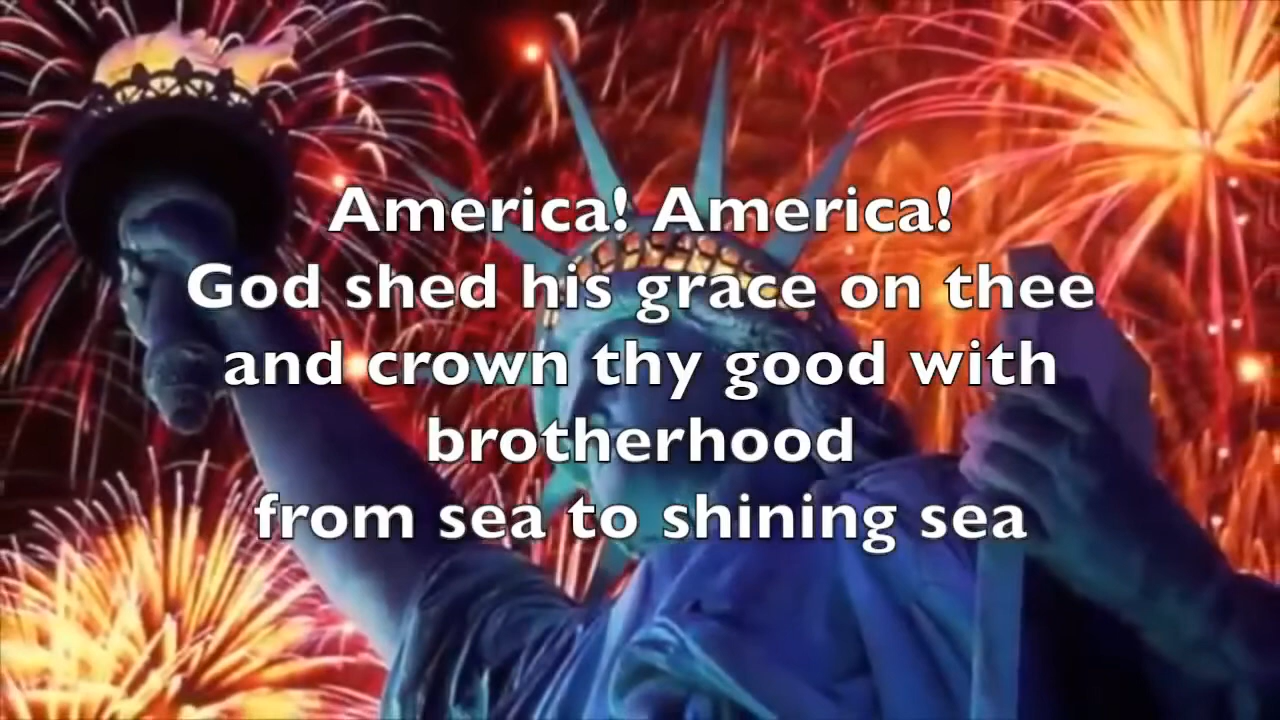 America! America!
God shed his grace on thee
and crown thy good with
brotherhood
from sea to shining sea